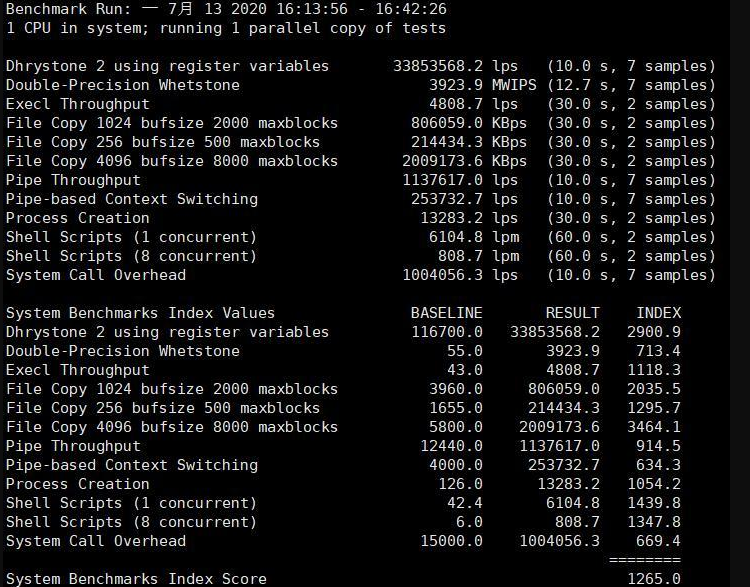 Benchmark Run: 一 7月 13 2020 16:13:56 - 16:42:26
1 CPU in system; running 1 parallel copy of tests
Dhrystone 2 using register variables 33853568.2 lps (10.0 s, 7 samples)
Double-Precision Whetstone 3923.9 MWIPS (12.7 s, 7 samples)
Execl Throughput 4808.7 lps (30.0 s, 2 samples)
File Copy 1024 bufsize 2000 maxblocks 806059.0 KBps (30.0 s, 2 samples)
File Copy 256 bufsize 500 maxblocks 214434.3 KBps (30.0 s, 2 samples)
File Copy 4096 bufsize 8000 maxblocks 2009173.6 KBps (30.0 s, 2 samples)
Pipe Throughput 1137617.0 lps (10.0 s, 7 samples)
Pipe-based Context Switching 253732.7 lps (10.0 s, 7 samples)
Process Creation 13283.2 lps (30.0 s, 2 samples)
Shell Scripts (1 concurrent) 6104.8 lpm (60.0 s, 2 samples)
Shell Scripts (8 concurrent) 808.7 lpm (60.0 s, 2 samples)
System Call Overhead 1004056.3 lps (10.0 s, 7 samples)
System Benchmarks Index Values BASELINE RESULT INDEX
Dhrystone 2 using register variables 116700.0 33853568.2 2900.9
Double-Precision Whetstone 55.0 3923.9 713.4
Execl Throughput 43.0 4808.7 1118.3
File Copy 1024 bufsize 2000 maxblocks 3960.0 806059.0 2035.5
File Copy 256 bufsize 500 maxblocks 1655.0 214434.3 1295.7
File Copy 4096 bufsize 8000 maxblocks 5800.0 2009173.6 3464.1
Pipe Throughput 12440.0 1137617.0 914.5
Pipe-based Context Switching 4000.0 253732.7 634.3
Process Creation 126.0 13283.2 1054.2
Shell Scripts (1 concurrent) 42.4 6104.8 1439.8
Shell Scripts (8 concurrent) 6.0 808.7 1347.8
System Call Overhead 15000.0 1004056.3 669.4
========
System Benchmarks Index Score 1265.0